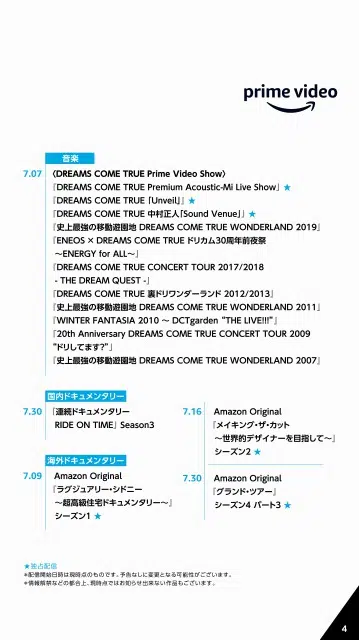 prime video
音楽
7.07 〈DREAMS COME TRUE Prime Video Show〉
『DREAMS COME TRUE Premium Acoustic-Mi Live Show』★
『DREAMS COME TRUE 「Unveil」』★
『DREAMS COME TRUE 中村正人「Sound Venue」』★
『史上最強の移動遊園地 DREAMS COME TRUE WONDERLAND 2019』
『ENEOS × DREAMS COME TRUE ドリカム30周年前夜祭
～ENERGY for ALL～』
『DREAMS COME TRUE CONCERT TOUR 2017/2018
- THE DREAM QUEST -』
『DREAMS COME TRUE 裏ドリワンダーランド 2012/2013』
『史上最強の移動遊園地 DREAMS COME TRUE WONDERLAND 2011』
『WINTER FANTASIA 2010 ～ DCTgarden "THE LIVE!!!"』
『20th Anniversary DREAMS COME TRUE CONCERT TOUR 2009
"ドリしてます?"』
『史上最強の移動遊園地 DREAMS COME TRUE WONDERLAND 2007』
国内ドキュメンタリー
7.30 『連続ドキュメンタリー
RIDE ON TIME』 Season3
海外ドキュメンタリー
7.09 Amazon Original
『ラグジュアリー・シドニー
～超高級住宅ドキュメンタリー～』
シーズン1 ★
7.16 Amazon Original
『メイキング・ザ・カット
～世界的デザイナーを目指して～』
シーズン2 ★
7.30 Amazon Original
『グランド・ツアー』
シーズン4 パート3 ★
★独占配信
※配信開始日時は現時点のものです。予告なしに変更となる可能性がございます。
※情報解禁などの都合上、現時点ではお知らせ出来ない作品もございます。
4